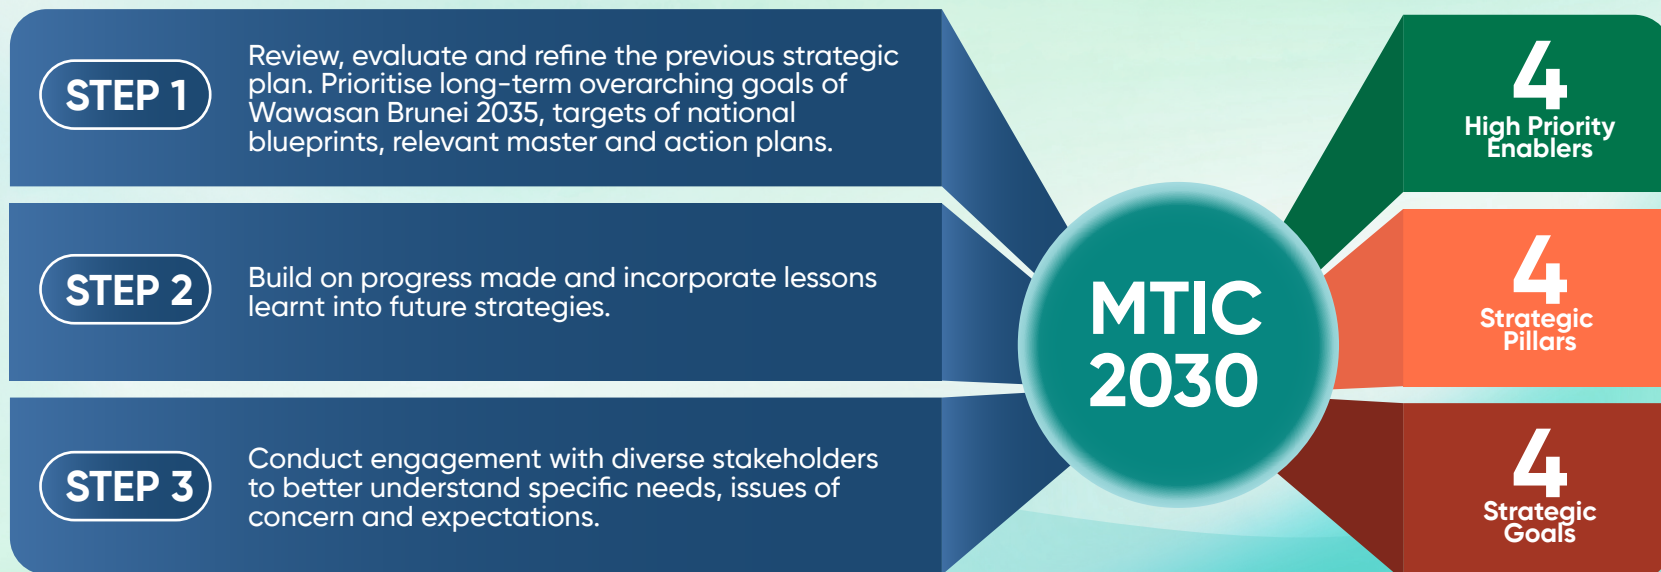 STEP 1
Review, evaluate and refine the previous strategic
plan. Prioritise long-term overarching goals of
Wawasan Brunei 2035, targets of national
blueprints, relevant master and action plans.
STEP 2
Build on progress made and incorporate lessons
learnt into future strategies.
STEP 3
Conduct engagement with diverse stakeholders
to better understand specific needs, issues of
concern and expectations.
MTIC
2030
4
High Priority
Enablers
4
Strategic
Pillars
4
Strategic
Goals